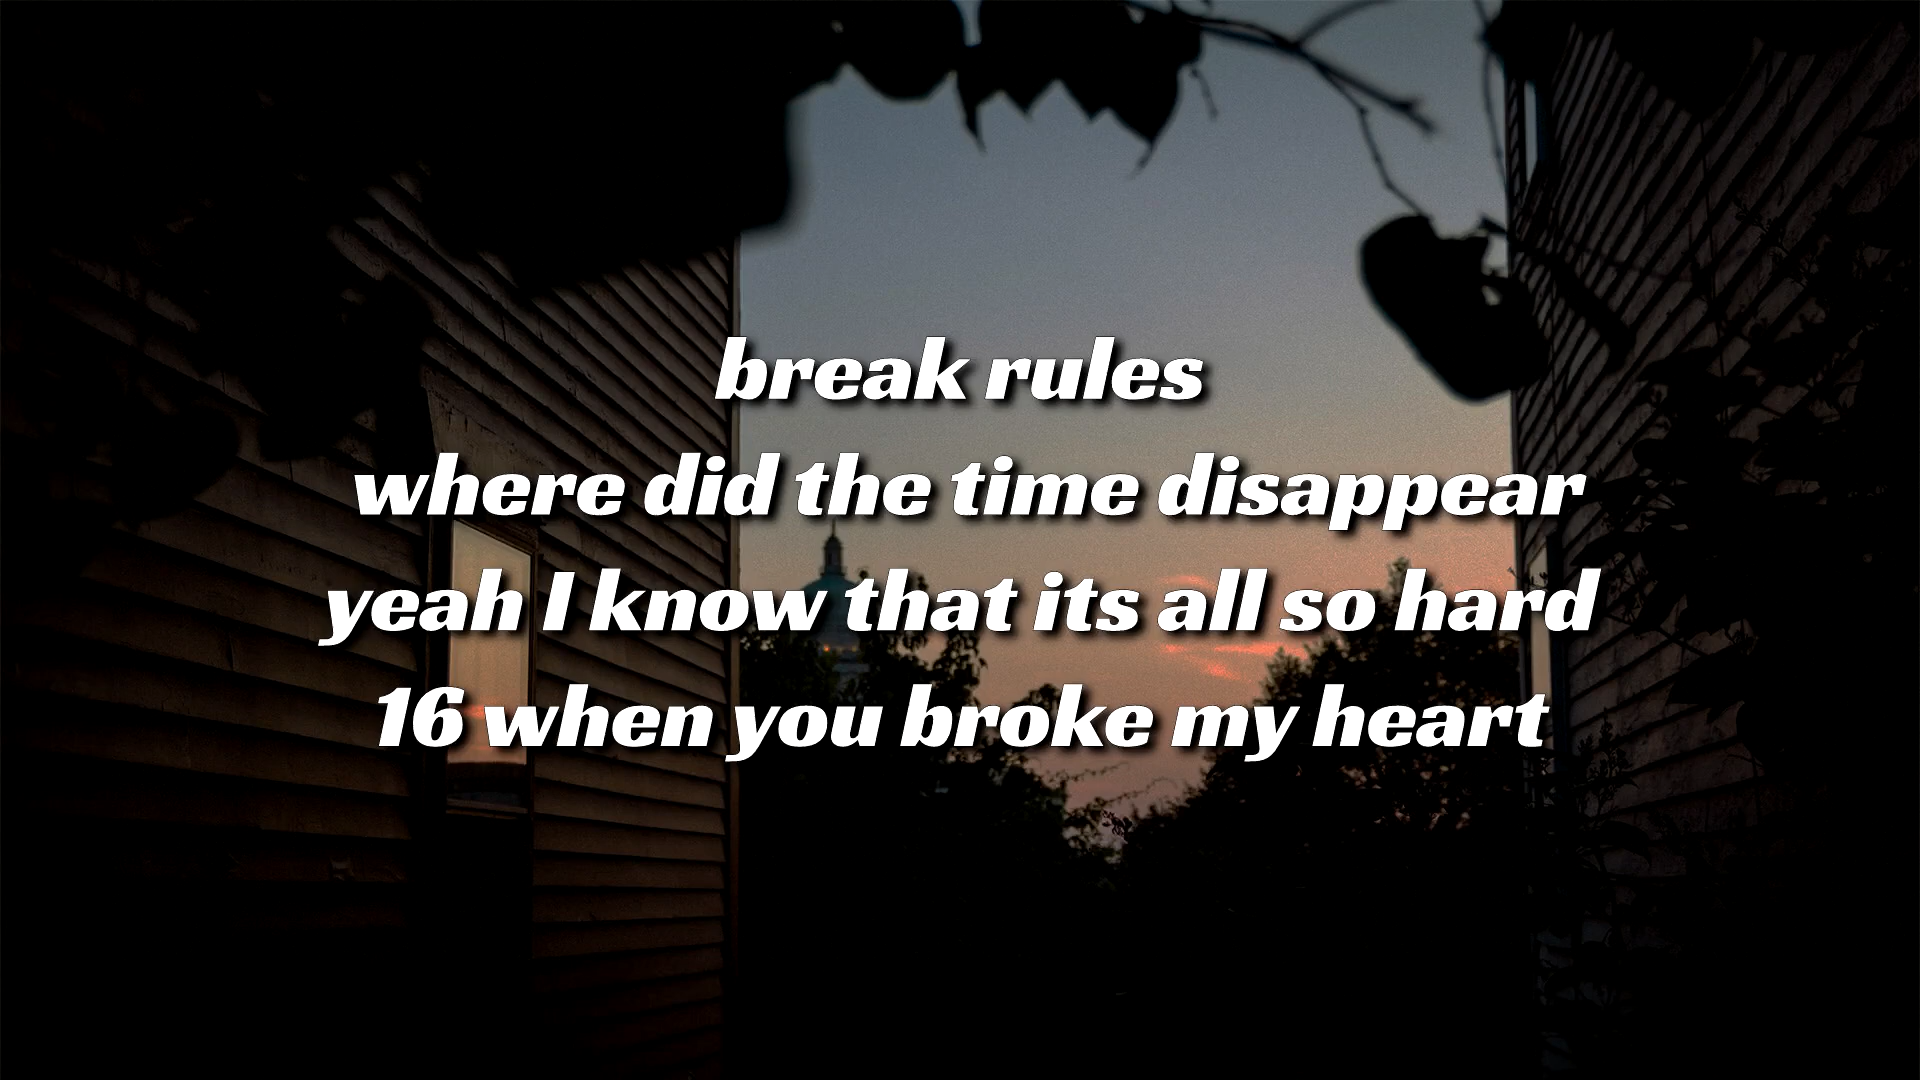 break rules
where did the time disappear
yeah I know that its all so hard
16 when you broke my heart